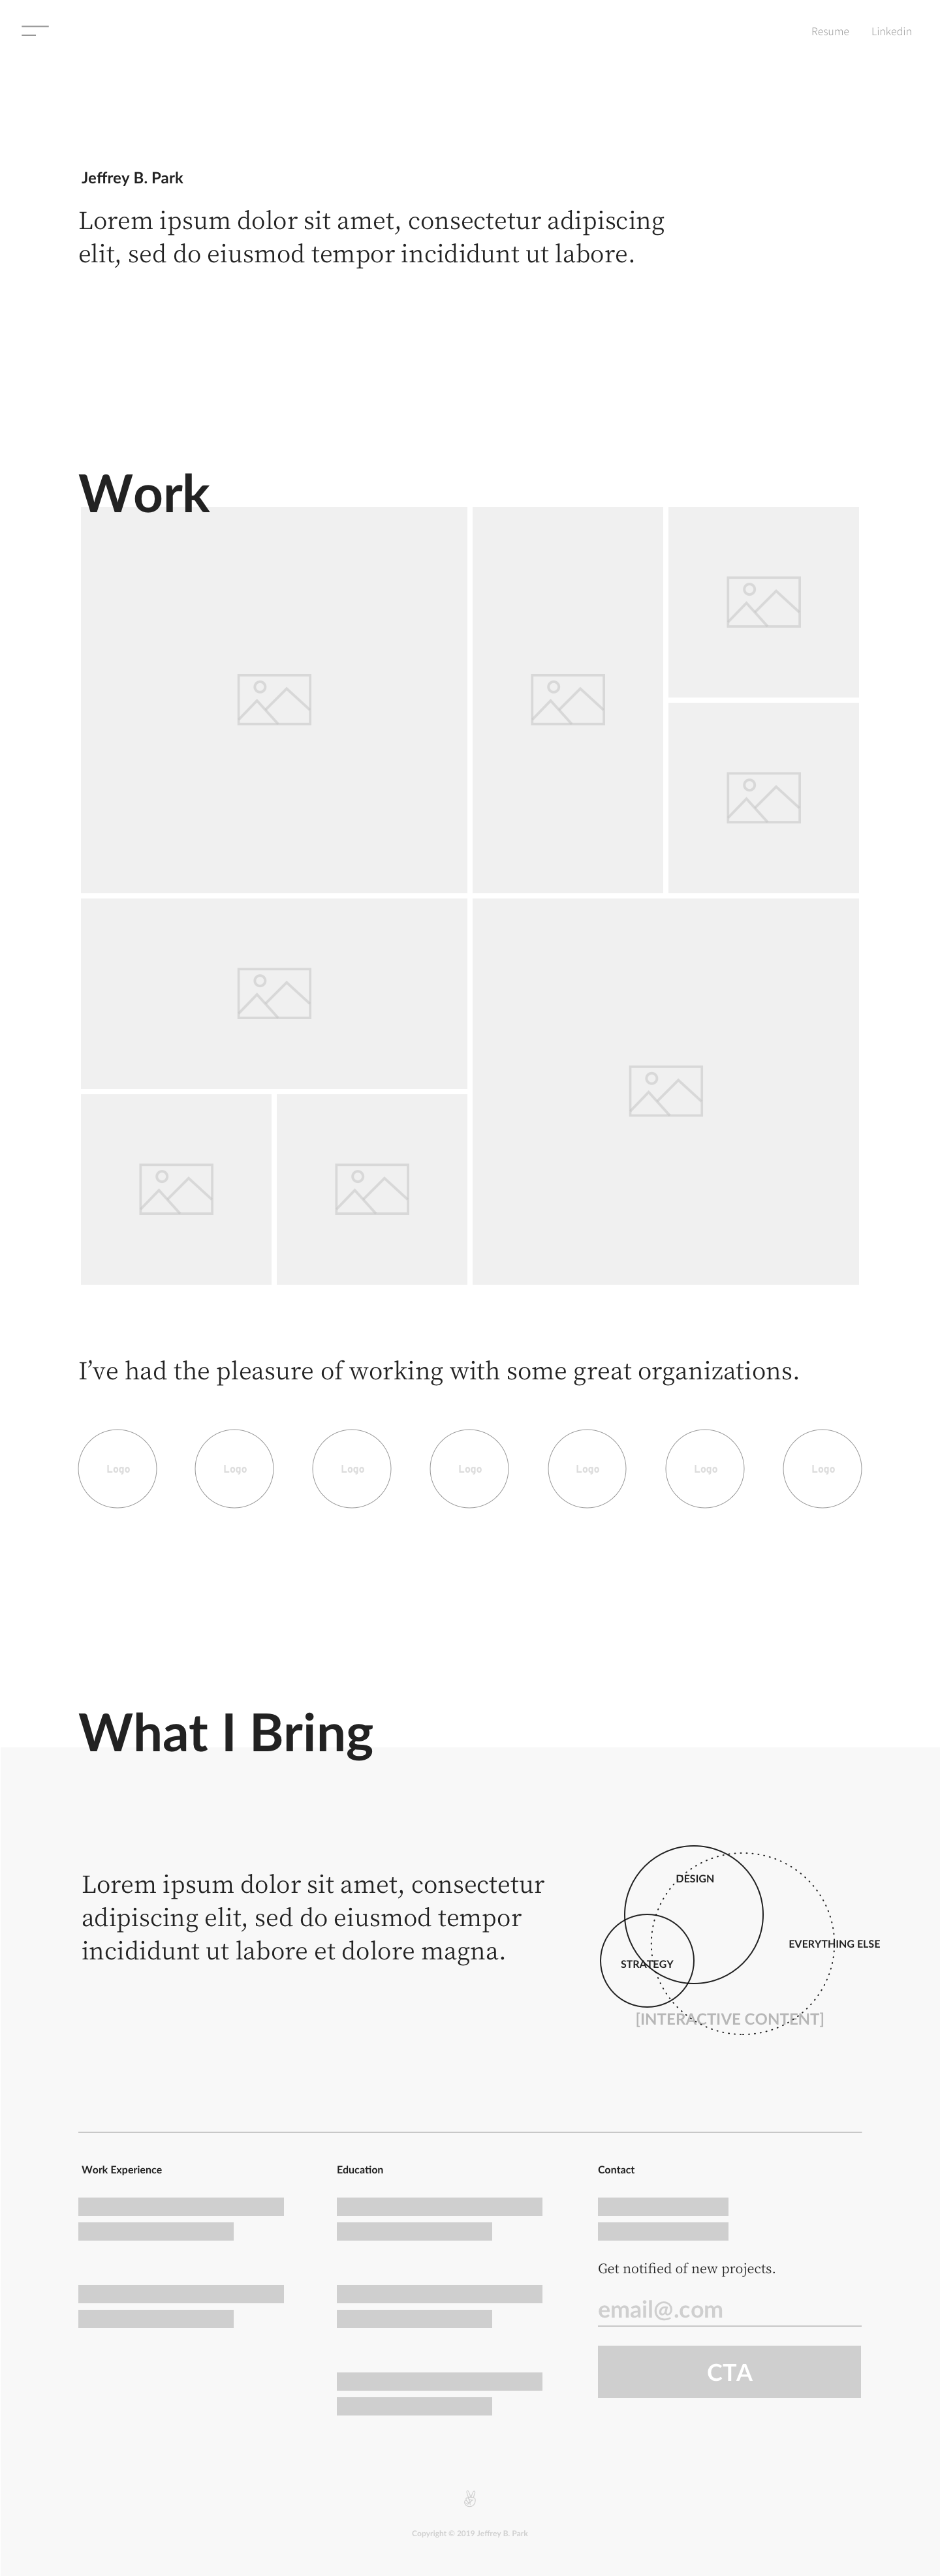 Resume Linkedin
Jeffrey B. Park
Lorem ipsum dolor sit amet, consectetur adipiscing
elit, sed do eiusmod tempor incididunt ut labore.
Work
I’ve had the pleasure of working with some great organizations.
Logo Logo Logo Logo Logo Logo Logo
What I Bring
Lorem ipsum dolor sit amet, consectetur
adipiscing elit, sed do eiusmod tempor
incididunt ut labore et dolore magna.
DESIGN
EVERYTHING ELSE
STRATEGY
[INTERACTIVE CONTENT]
Work Experience
Education
Contact
Get notified of new projects.
email@.com
CTA
Copyright © 2019 Jeffrey B. Park